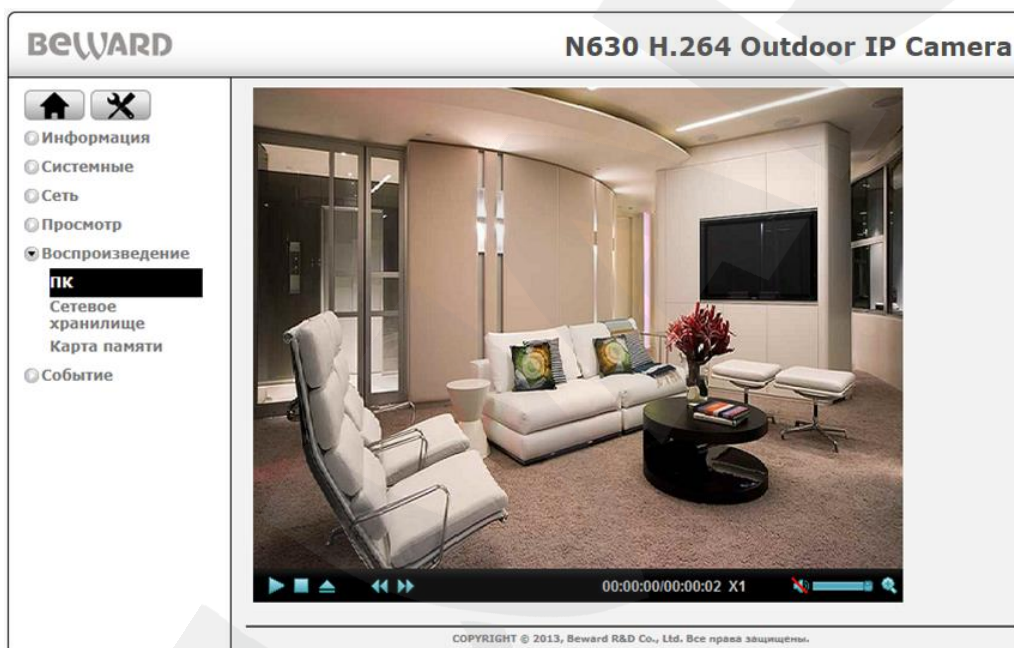 BEWARD
N630 H.264 Outdoor IP Camera
Информация
Системные
Сеть
Просмотр
Воспроизведение
ПК
Сетевое
хранилище
Карта памяти
Событие
00:00:00/00:00:02 X1
COPYRIGHT © 2013, Beward R&D Co., Ltd. Все права защищены.